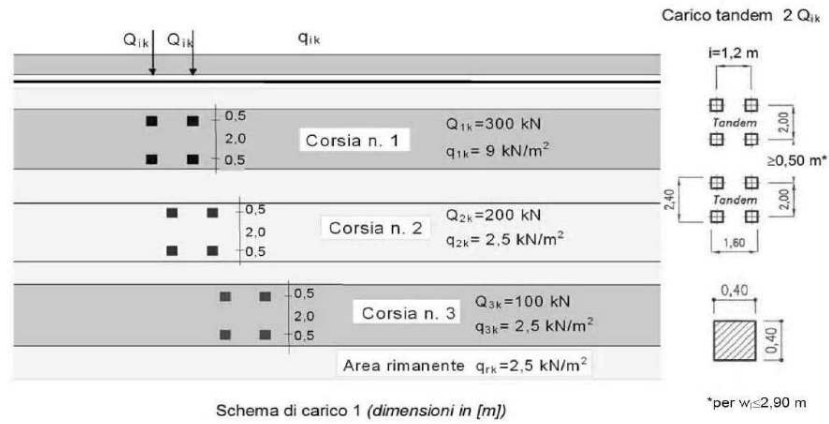 Carico tandem 2 Qik
Qik Qik qik
i=1,2 m
0,5
2,0
0,5
Corsia n. 1
Q1k=300 kN
q1k= 9 kN/m²
Tandem
2,00
≥0,50 m*
0,5
2,0
0,5
Corsia n. 2
Q2k=200 kN
q2k= 2,5 kN/m²
2,40
Tandem
2,00
1,60
0,5
2,0
0,5
Corsia n. 3
Q3k=100 kN
q3k= 2,5 kN/m²
0,40
0,40
Area rimanente qrk=2,5 kN/m²
*per wl≤2,90 m
Schema di carico 1 (dimensioni in [m])